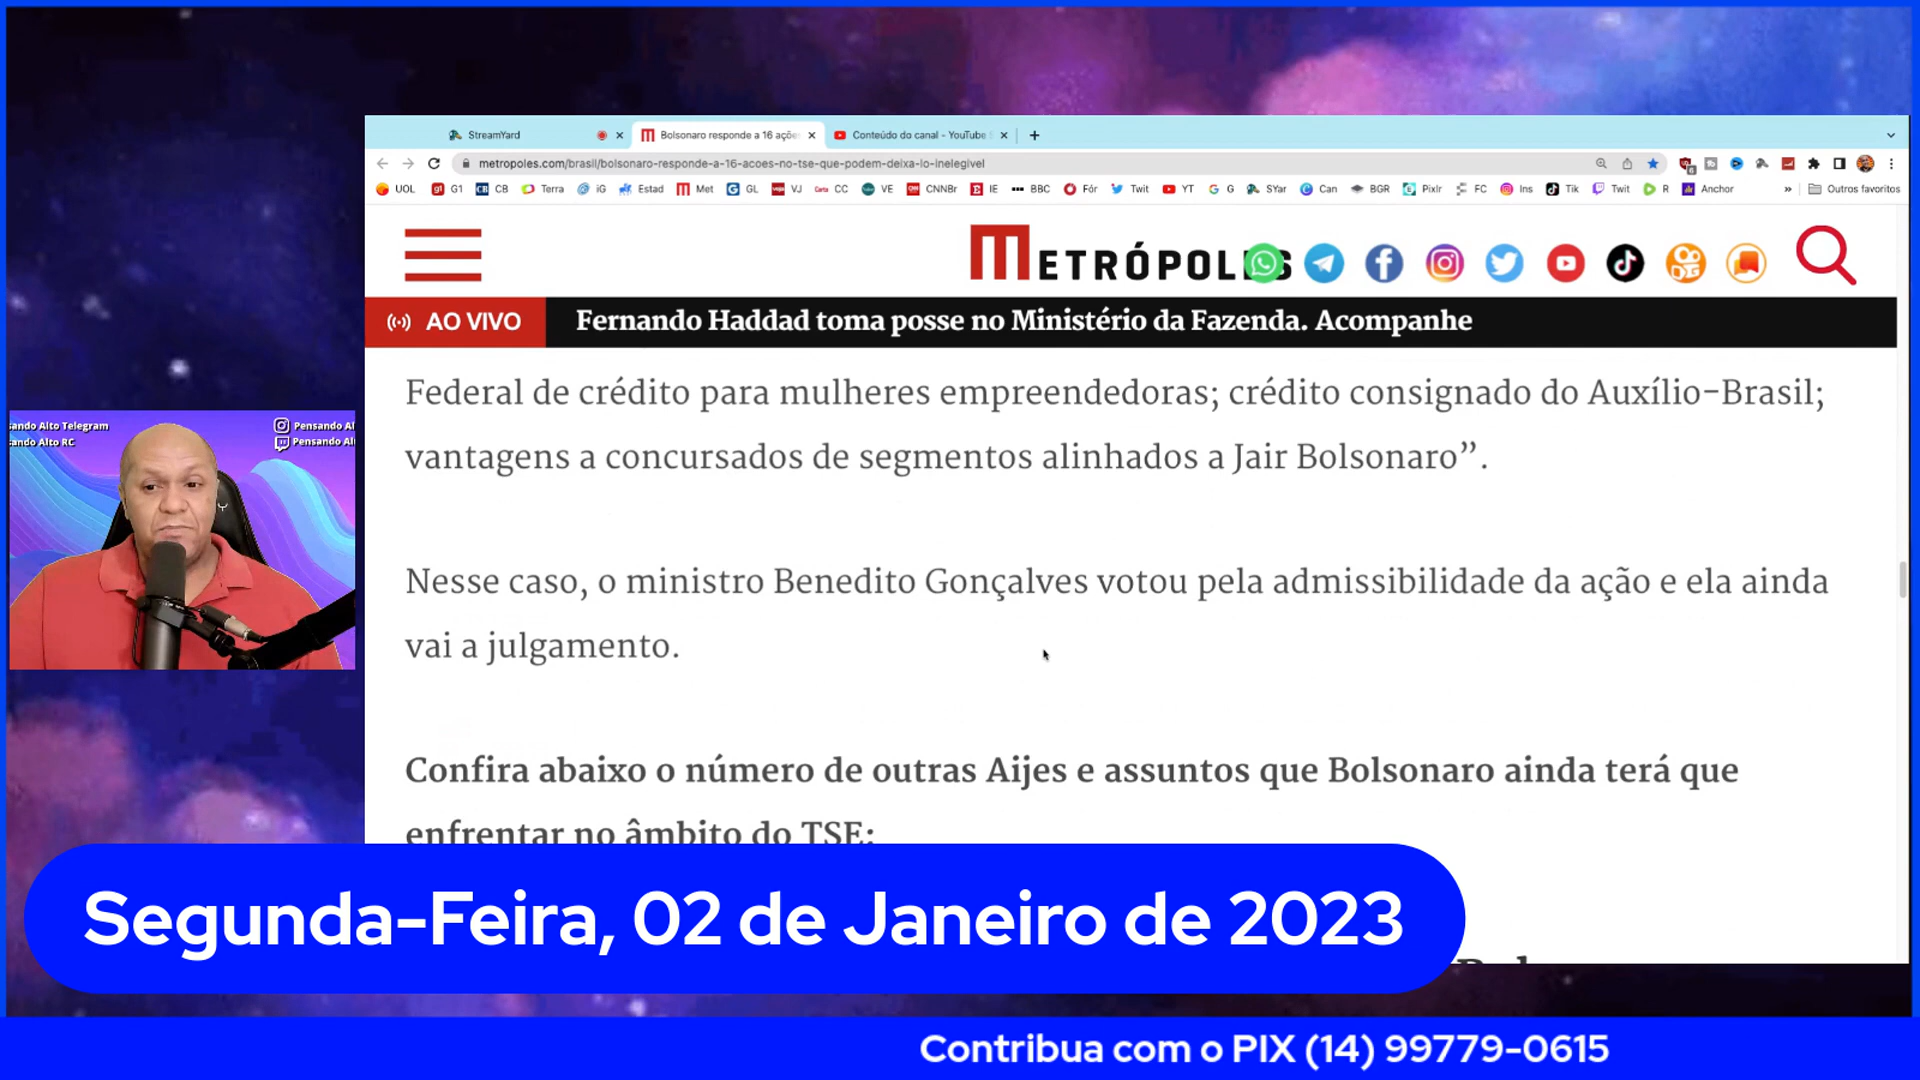 StreamYard
Bolsonaro responde a 16 açõe
Conteúdo do canal - YouTube
metropoles.com/brasil/bolsonaro-responde-a-16-acoes-no-tse-que-podem-deixa-lo-inelegivel
UOL G1 CB Terra iG Estad Met GL VJ CC VE CNNBr IE BBC Fór Twit YT G SYar Can BGR Pixlr FC Ins Tik Twit R Anchor » Outros favoritos
METRÓPOLES
AO VIVO
Fernando Haddad toma posse no Ministério da Fazenda. Acompanhe
Federal de crédito para mulheres empreendedoras; crédito consignado do Auxílio-Brasil;
vantagens a concursados de segmentos alinhados a Jair Bolsonaro”.
Nesse caso, o ministro Benedito Gonçalves votou pela admissibilidade da ação e ela ainda
vai a julgamento.
Confira abaixo o número de outras Aijes e assuntos que Bolsonaro ainda terá que
enfrentar no âmbito do TSE:
sando Alto Telegram
sando Alto RC
Pensando Al
Pensando Al
Segunda-Feira, 02 de Janeiro de 2023
Contribua com o PIX (14) 99779-0615